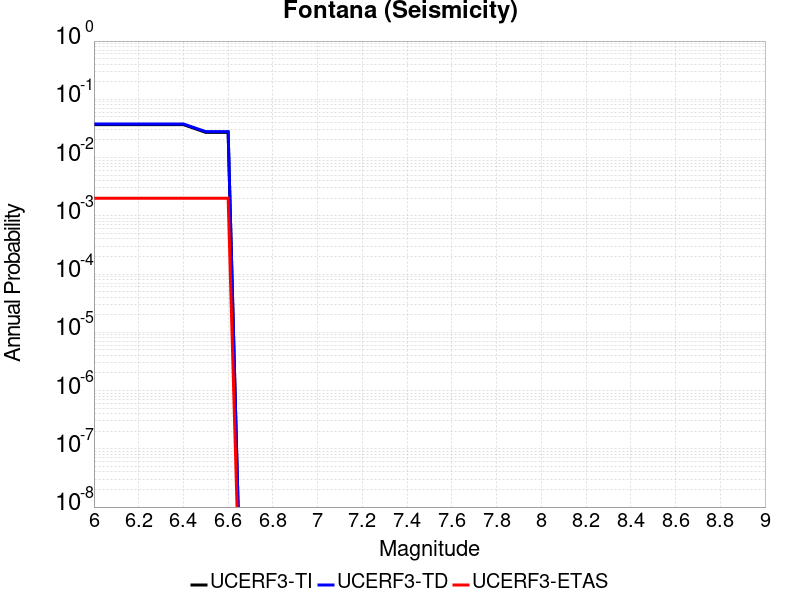 Fontana (Seismicity)
Annual Probability
10^0
10^-1
10^-2
10^-3
10^-4
10^-5
10^-6
10^-7
10^-8
6 6.2 6.4 6.6 6.8 7 7.2 7.4 7.6 7.8 8 8.2 8.4 8.6 8.8 9
Magnitude
UCERF3-TI UCERF3-TD UCERF3-ETAS